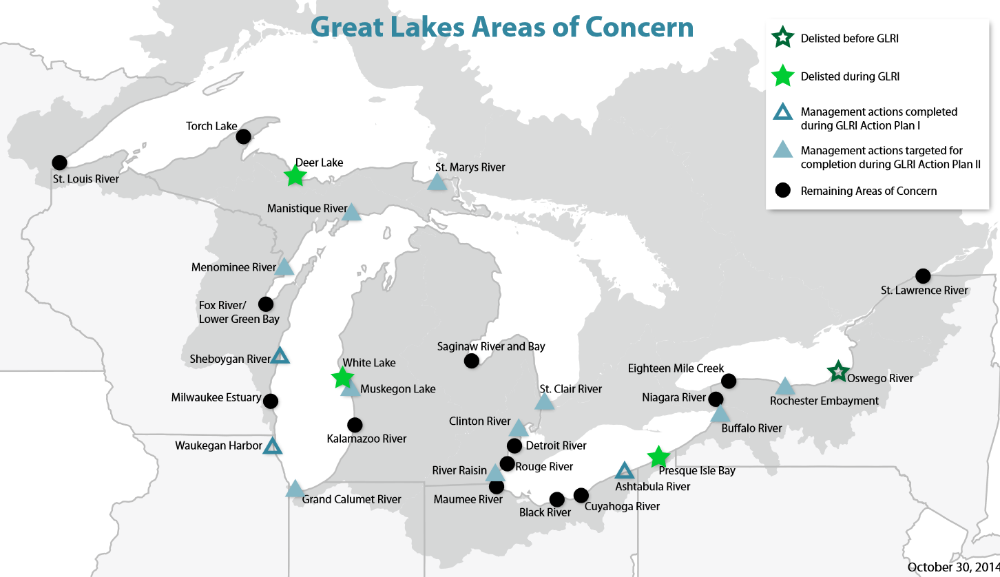 Great Lakes Areas of Concern
Delisted before GLRI
Delisted during GLRI
Management actions completed
during GLRI Action Plan I
Management actions targeted for
completion during GLRI Action Plan II
Remaining Areas of Concern
Torch Lake
Deer Lake
St. Marys River
St. Louis River
Manistique River
Menominee River
St. Lawrence River
Fox River/
Lower Green Bay
Saginaw River and Bay
Sheboygan River
White Lake
Eighteen Mile Creek
Oswego River
Muskegon Lake
St. Clair River
Milwaukee Estuary
Niagara River
Rochester Embayment
Clinton River
Buffalo River
Kalamazoo River
Waukegan Harbor
Detroit River
Rouge River
River Raisin
Presque Isle Bay
Ashtabula River
Grand Calumet River
Maumee River
Cuyahoga River
Black River
October 30, 2014